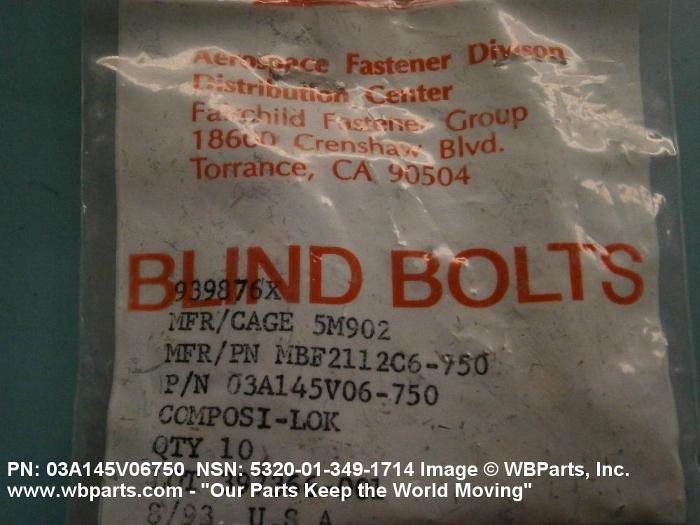 Aerospace Fastener Division
Distribution Center
Fairchild Fastener Group
18600 Crenshaw Blvd.
Torrance, CA 90504
BLIND BOLTS
939876X
MFR/CAGE 5M902
MFR/PN MBF2112C6-950
P/N 03A145V06-750
COMPOSI-LOK
QTY 10
PN: 03A145V06750 NSN: 5320-01-349-1714 Image © WBParts, Inc.
www.wbparts.com - "Our Parts Keep the World Moving"
8/93 U.S.A